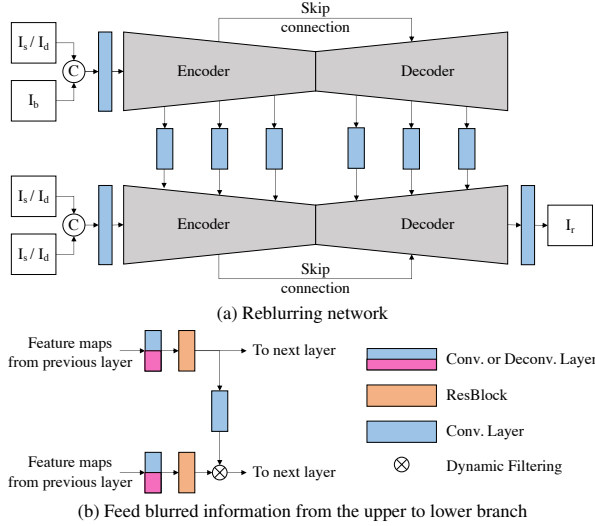 Skip
connection
I_s / I_d
C
I_b
Encoder
Decoder
I_s / I_d
C
I_s / I_d
Encoder
Decoder
I_r
Skip
connection
(a) Reblurring network
Feature maps
from previous layer
To next layer
Conv. or Deconv. Layer
ResBlock
Conv. Layer
Feature maps
from previous layer
To next layer
Dynamic Filtering
(b) Feed blurred information from the upper to lower branch